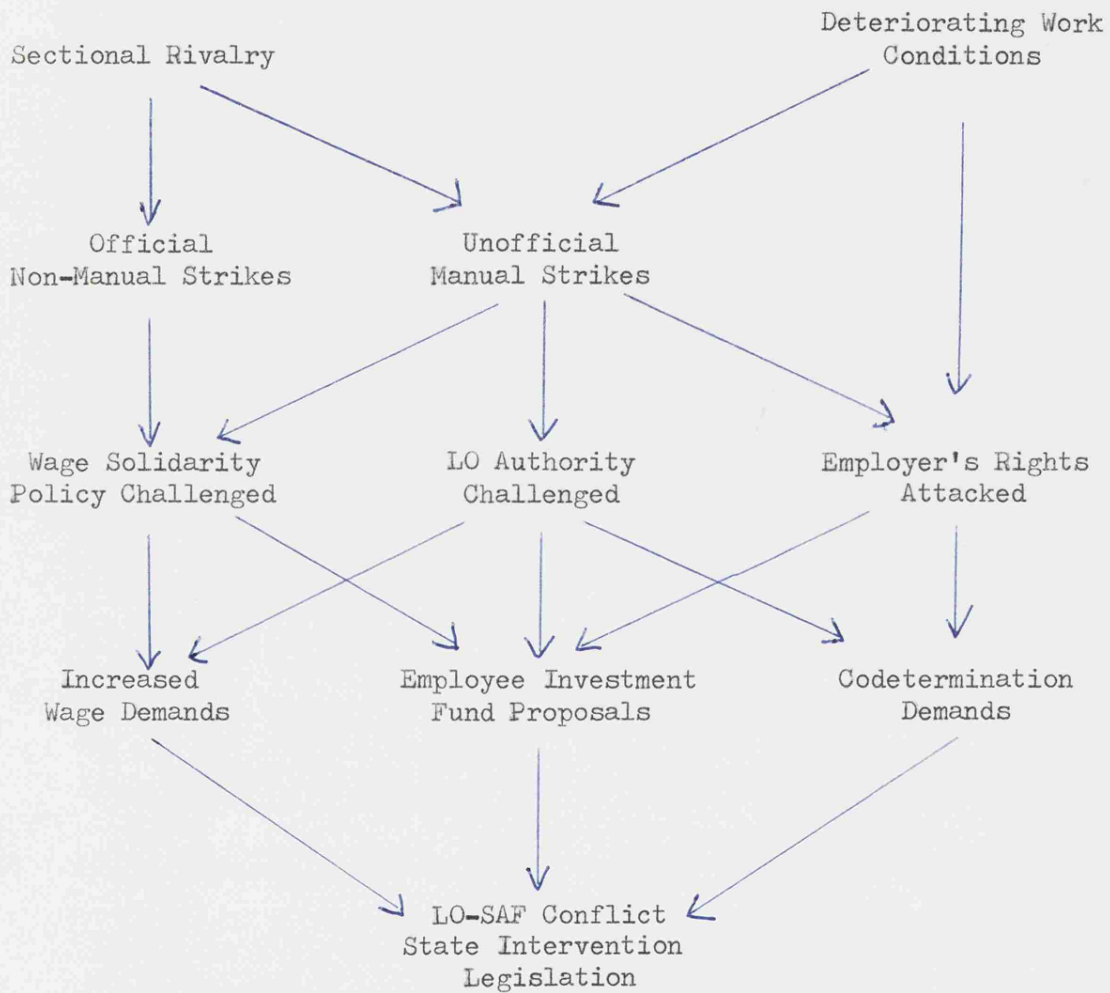 Sectional Rivalry
Deteriorating Work
Conditions
Official
Non-Manual Strikes
Unofficial
Manual Strikes
Wage Solidarity
Policy Challenged
LO Authority
Challenged
Employer's Rights
Attacked
Increased
Wage Demands
Employee Investment
Fund Proposals
Codetermination
Demands
LO-SAF Conflict
State Intervention
Legislation